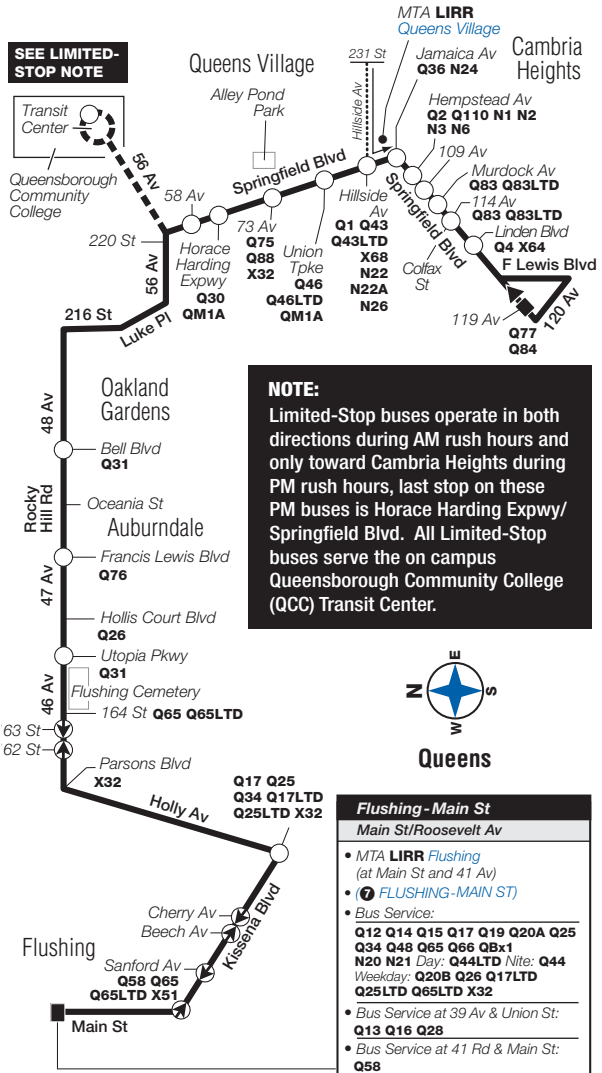 SEE LIMITED-
STOP NOTE
Transit
Center
Queensborough
Community
College
56 Av
220 St
56 Av
Queens Village
Alley Pond
Park
Springfield Blvd
58 Av
Horace
Harding
Expwy
Q30
QM1A
73 Av
Q75
Q88
X32
Union
Tpke
Q46
Q46LTD
QM1A
231 St
Hillside Av
Hillside
Av
Q1 Q43
Q43LTD
X68
N22
N22A
N26
MTA LIRR
Queens Village
Jamaica Av
Q36 N24
Cambria
Heights
Hempstead Av
Q2 Q110 N1 N2
N3 N6
109 Av
Murdock Av
Q83 Q83LTD
114 Av
Q83 Q83LTD
Linden Blvd
Q4 X64
Springfield Blvd
Colfax
St
F Lewis Blvd
120 Av
119 Av
Q77
Q84
216 St
Luke Pl
48 Av
Oakland
Gardens
Bell Blvd
Q31
Rocky
Hill Rd
Oceania St
Auburndale
Francis Lewis Blvd
Q76
47 Av
Hollis Court Blvd
Q26
Utopia Pkwy
Q31
46 Av
Flushing Cemetery
164 St Q65 Q65LTD
63 St
62 St
Parsons Blvd
X32
Holly Av
Q17 Q25
Q34 Q17LTD
Q25LTD X32
Kissena Blvd
Cherry Av
Beech Av
Flushing
Sanford Av
Q58 Q65
Q65LTD X51
Main St
NOTE:
Limited-Stop buses operate in both
directions during AM rush hours and
only toward Cambria Heights during
PM rush hours, last stop on these
PM buses is Horace Harding Expwy/
Springfield Blvd. All Limited-Stop
buses serve the on campus
Queensborough Community College
(QCC) Transit Center.
E
N
S
W
Queens
Flushing-Main St
Main St/Roosevelt Av
• MTA LIRR Flushing
(at Main St and 41 Av)
• (7 FLUSHING-MAIN ST)
• Bus Service:
Q12 Q14 Q15 Q17 Q19 Q20A Q25
Q34 Q48 Q65 Q66 QBx1
N20 N21 Day: Q44LTD Nite: Q44
Weekday: Q20B Q26 Q17LTD
Q25LTD Q65LTD X32
• Bus Service at 39 Av & Union St:
Q13 Q16 Q28
• Bus Service at 41 Rd & Main St:
Q58